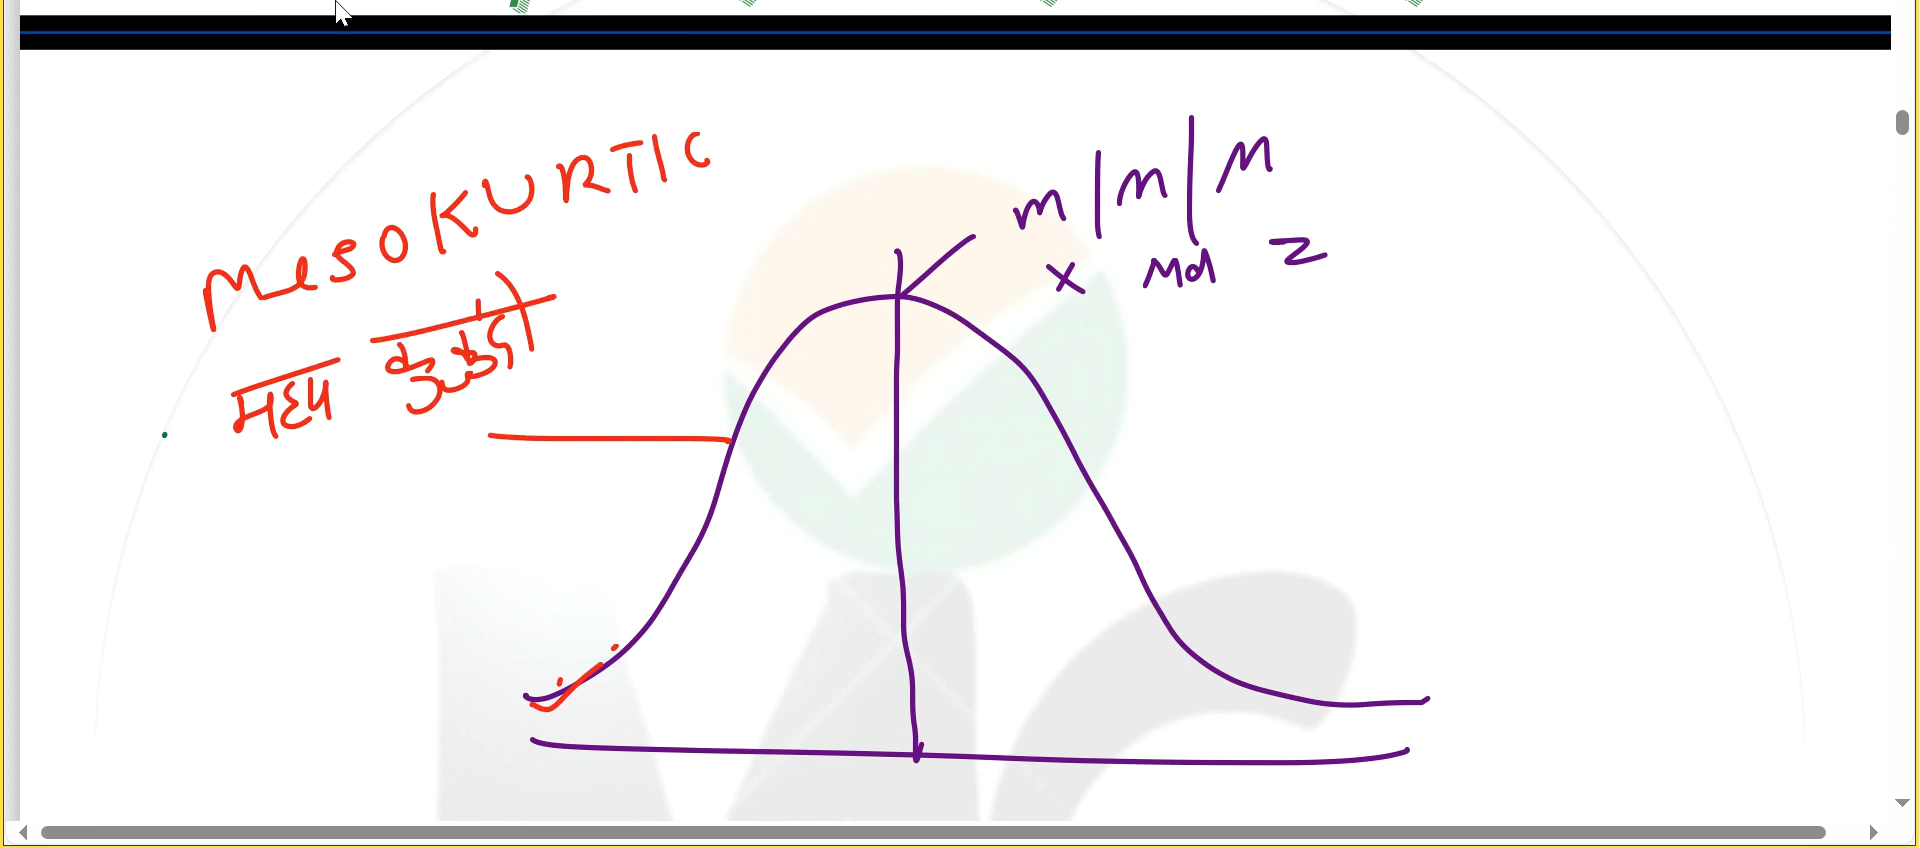 MesoKURTIC
m | m | M
x Md Z
मध्य